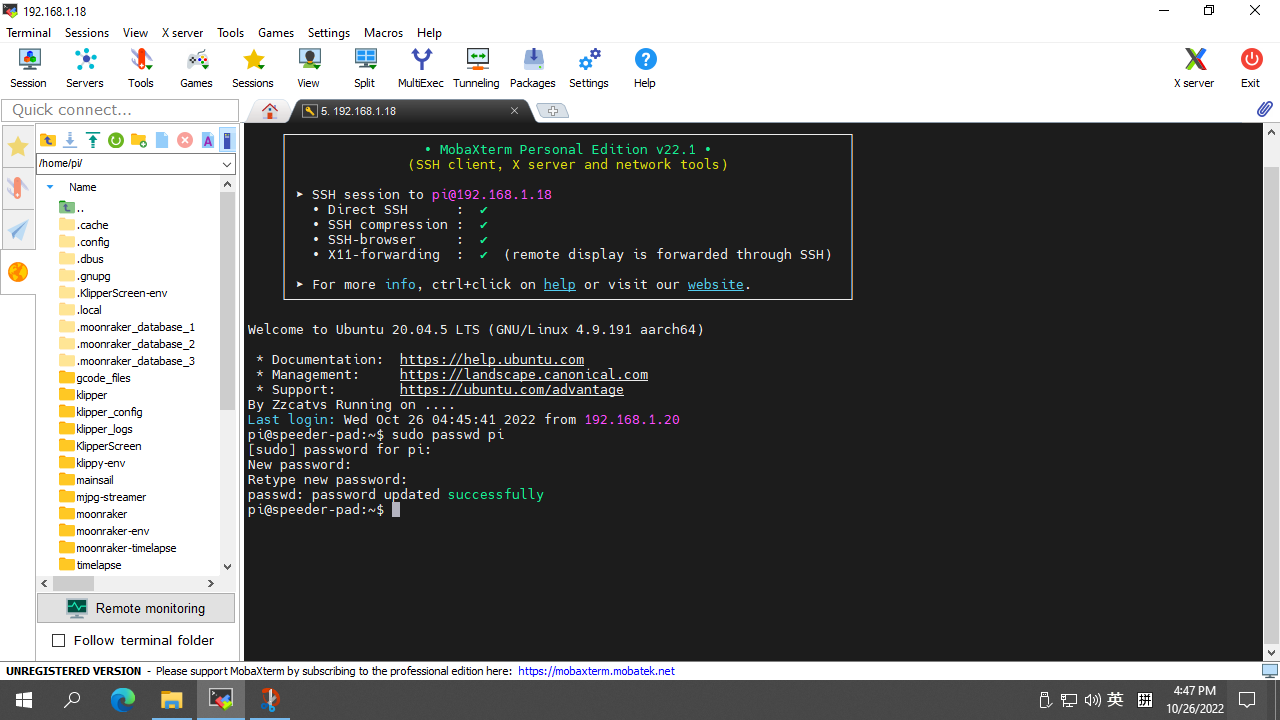 192.168.1.18
Terminal Sessions View X server Tools Games Settings Macros Help
Session Servers Tools Games Sessions View Split MultiExec Tunneling Packages Settings Help X server Exit
Quick connect...
5. 192.168.1.18
/home/pi/
Name
..
.cache
.config
.dbus
.gnupg
.KlipperScreen-env
.local
.moonraker_database_1
.moonraker_database_2
.moonraker_database_3
gcode_files
klipper
klipper_config
klipper_logs
KlipperScreen
klippy-env
mainsail
mjpg-streamer
moonraker
moonraker-env
moonraker-timelapse
timelapse
Remote monitoring
Follow terminal folder
• MobaXterm Personal Edition v22.1 •
(SSH client, X server and network tools)
➤ SSH session to pi@192.168.1.18
• Direct SSH : ✔
• SSH compression : ✔
• SSH-browser : ✔
• X11-forwarding : ✔ (remote display is forwarded through SSH)
➤ For more info, ctrl+click on help or visit our website.
Welcome to Ubuntu 20.04.5 LTS (GNU/Linux 4.9.191 aarch64)
* Documentation: https://help.ubuntu.com
* Management: https://landscape.canonical.com
* Support: https://ubuntu.com/advantage
By Zzcatvs Running on ....
Last login: Wed Oct 26 04:45:41 2022 from 192.168.1.20
pi@speeder-pad:~$ sudo passwd pi
[sudo] password for pi:
New password:
Retype new password:
passwd: password updated successfully
pi@speeder-pad:~$
UNREGISTERED VERSION - Please support MobaXterm by subscribing to the professional edition here: https://mobaxterm.mobatek.net
英 拼
4:47 PM
10/26/2022